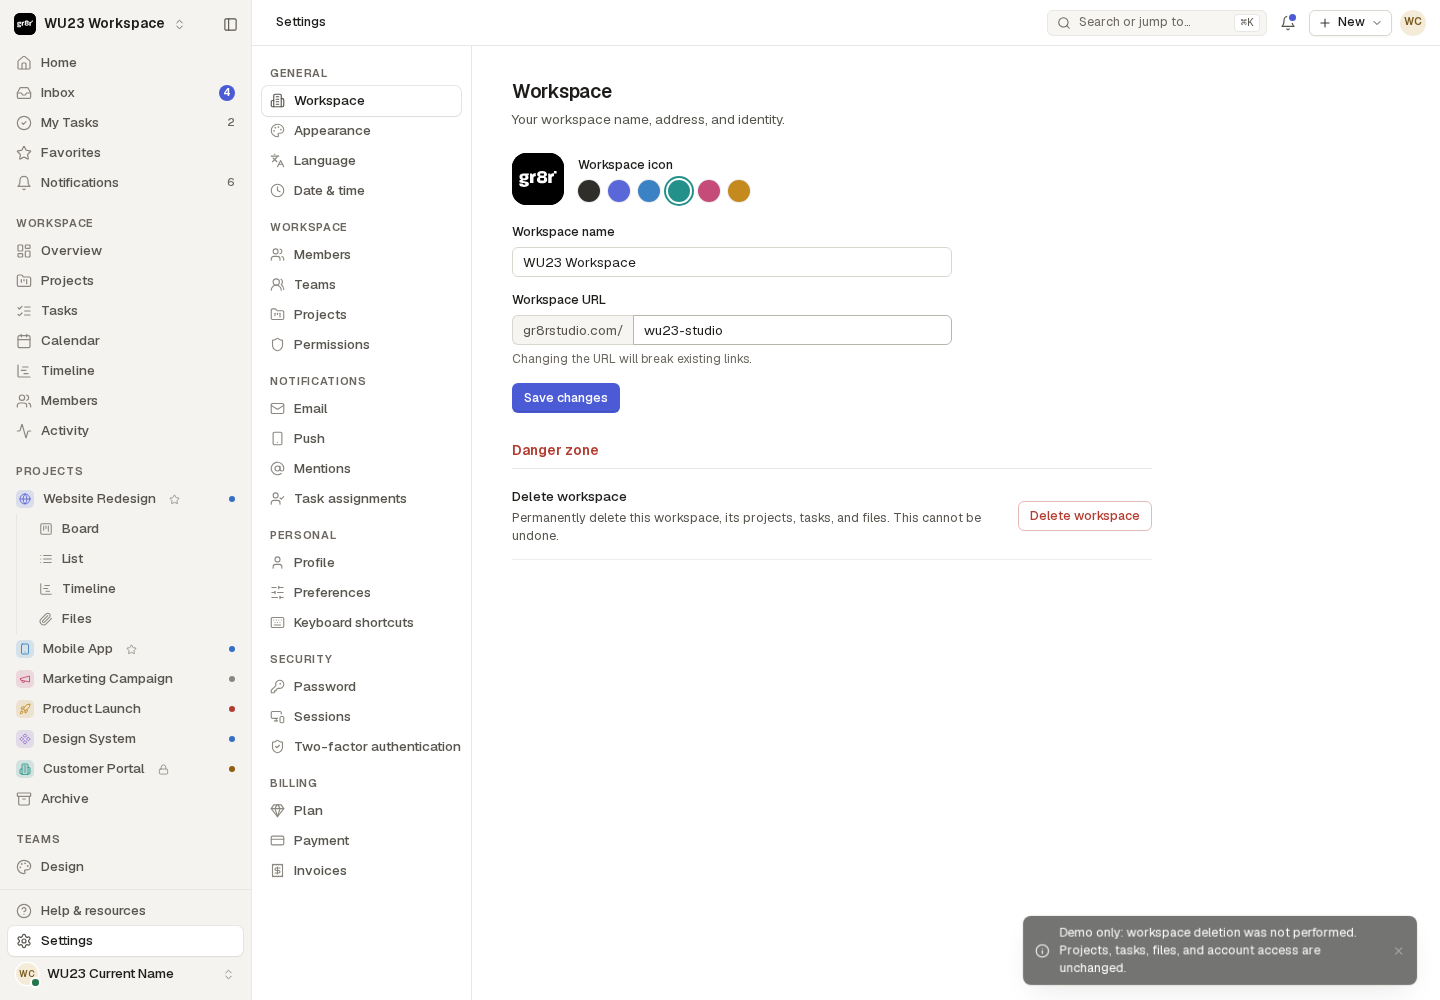 gr8r
WU23 Workspace
Home
Inbox
4
My Tasks
2
Favorites
Notifications
6
WORKSPACE
Overview
Projects
Tasks
Calendar
Timeline
Members
Activity
PROJECTS
Website Redesign
Board
List
Timeline
Files
Mobile App
Marketing Campaign
Product Launch
Design System
Customer Portal
Archive
TEAMS
Design
Help & resources
Settings
WC
WU23 Current Name
Settings
Search or jump to...
⌘K
New
WC
GENERAL
Workspace
Appearance
Language
Date & time
WORKSPACE
Members
Teams
Projects
Permissions
NOTIFICATIONS
Email
Push
Mentions
Task assignments
PERSONAL
Profile
Preferences
Keyboard shortcuts
SECURITY
Password
Sessions
Two-factor authentication
BILLING
Plan
Payment
Invoices
Workspace
Your workspace name, address, and identity.
gr8r
Workspace icon
Workspace name
WU23 Workspace
Workspace URL
gr8rstudio.com/
wu23-studio
Changing the URL will break existing links.
Save changes
Danger zone
Delete workspace
Permanently delete this workspace, its projects, tasks, and files. This cannot be
undone.
Delete workspace
Demo only: workspace deletion was not performed.
Projects, tasks, files, and account access are
unchanged.